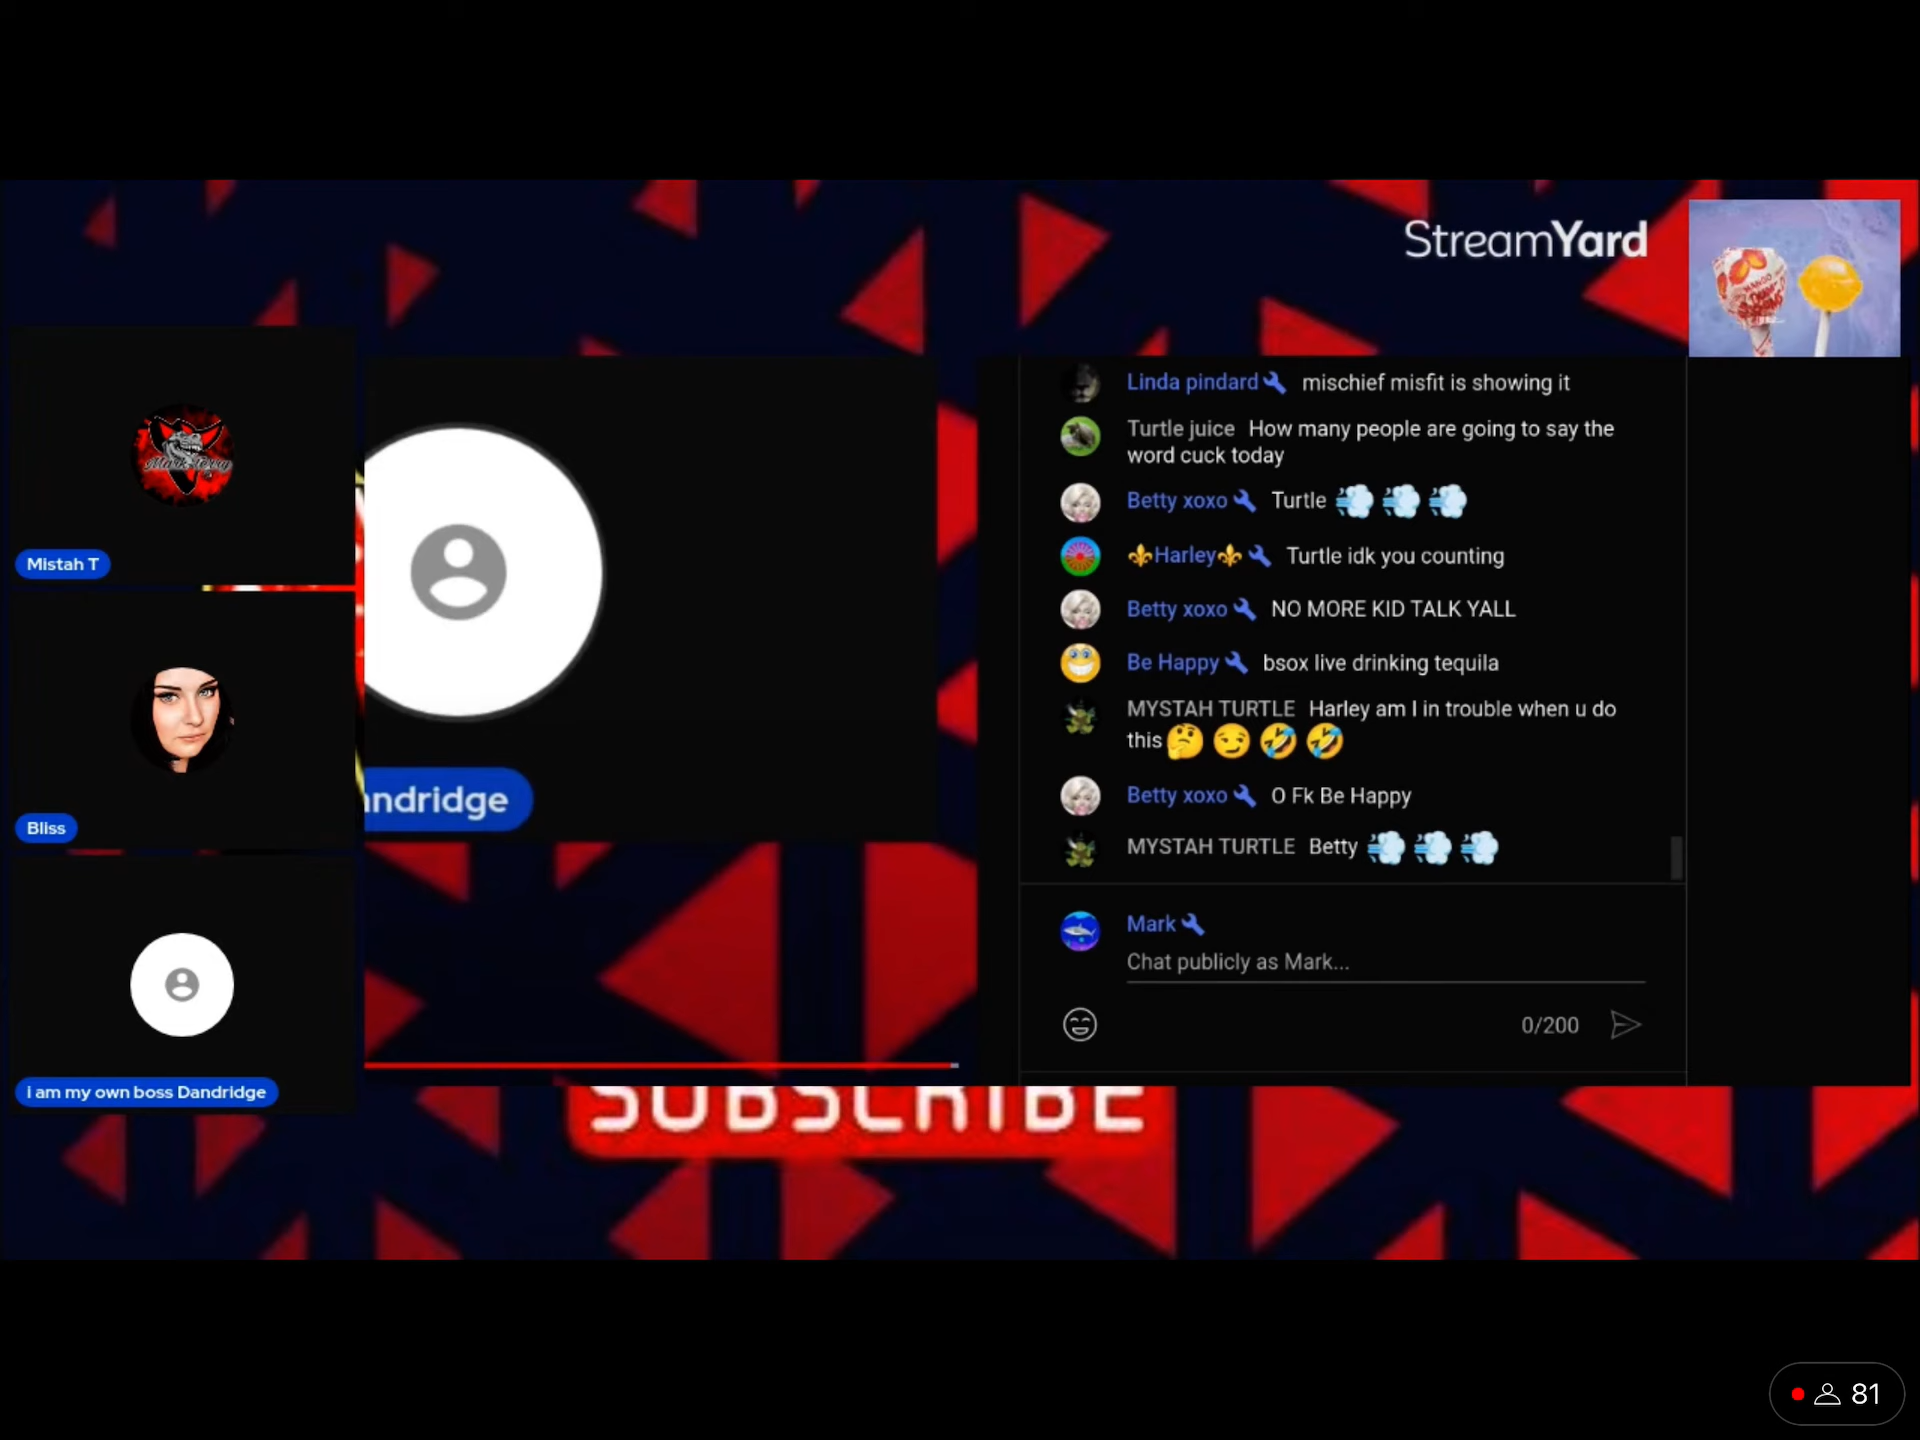 StreamYard
Linda pindard mischief misfit is showing it
Turtle juice How many people are going to say the
word cuck today
Betty xoxo Turtle 💨 💨 💨
⚜️Harley⚜️ Turtle idk you counting
Betty xoxo NO MORE KID TALK YALL
Be Happy bsox live drinking tequila
MYSTAH TURTLE Harley am I in trouble when u do
this🤔 😏 🤣 🤣
Betty xoxo O Fk Be Happy
MYSTAH TURTLE Betty 💨 💨 💨
Mark
Chat publicly as Mark...
0/200
Mistah T
Bliss
andridge
i am my own boss Dandridge
SUBSCRIBE
81